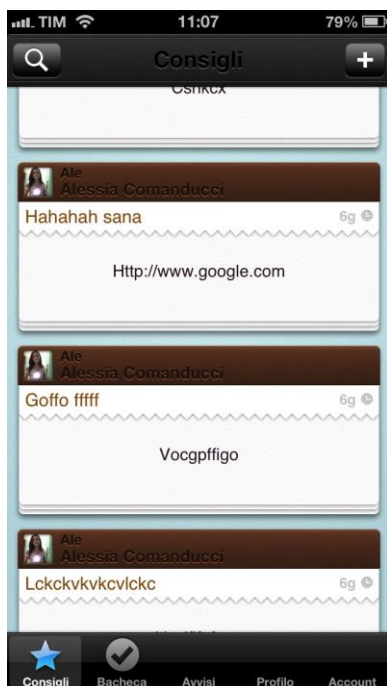 TIM 11:07 79%
Consigli
Ale
Alessia Comanducci
Hahahah sana 6g
Http://www.google.com
Ale
Alessia Comanducci
Goffo fffff 6g
Vocgpffigo
Ale
Alessia Comanducci
Lckckvkvkcvlckc 6g
Consigli Bacheca Avvisi Profilo Account